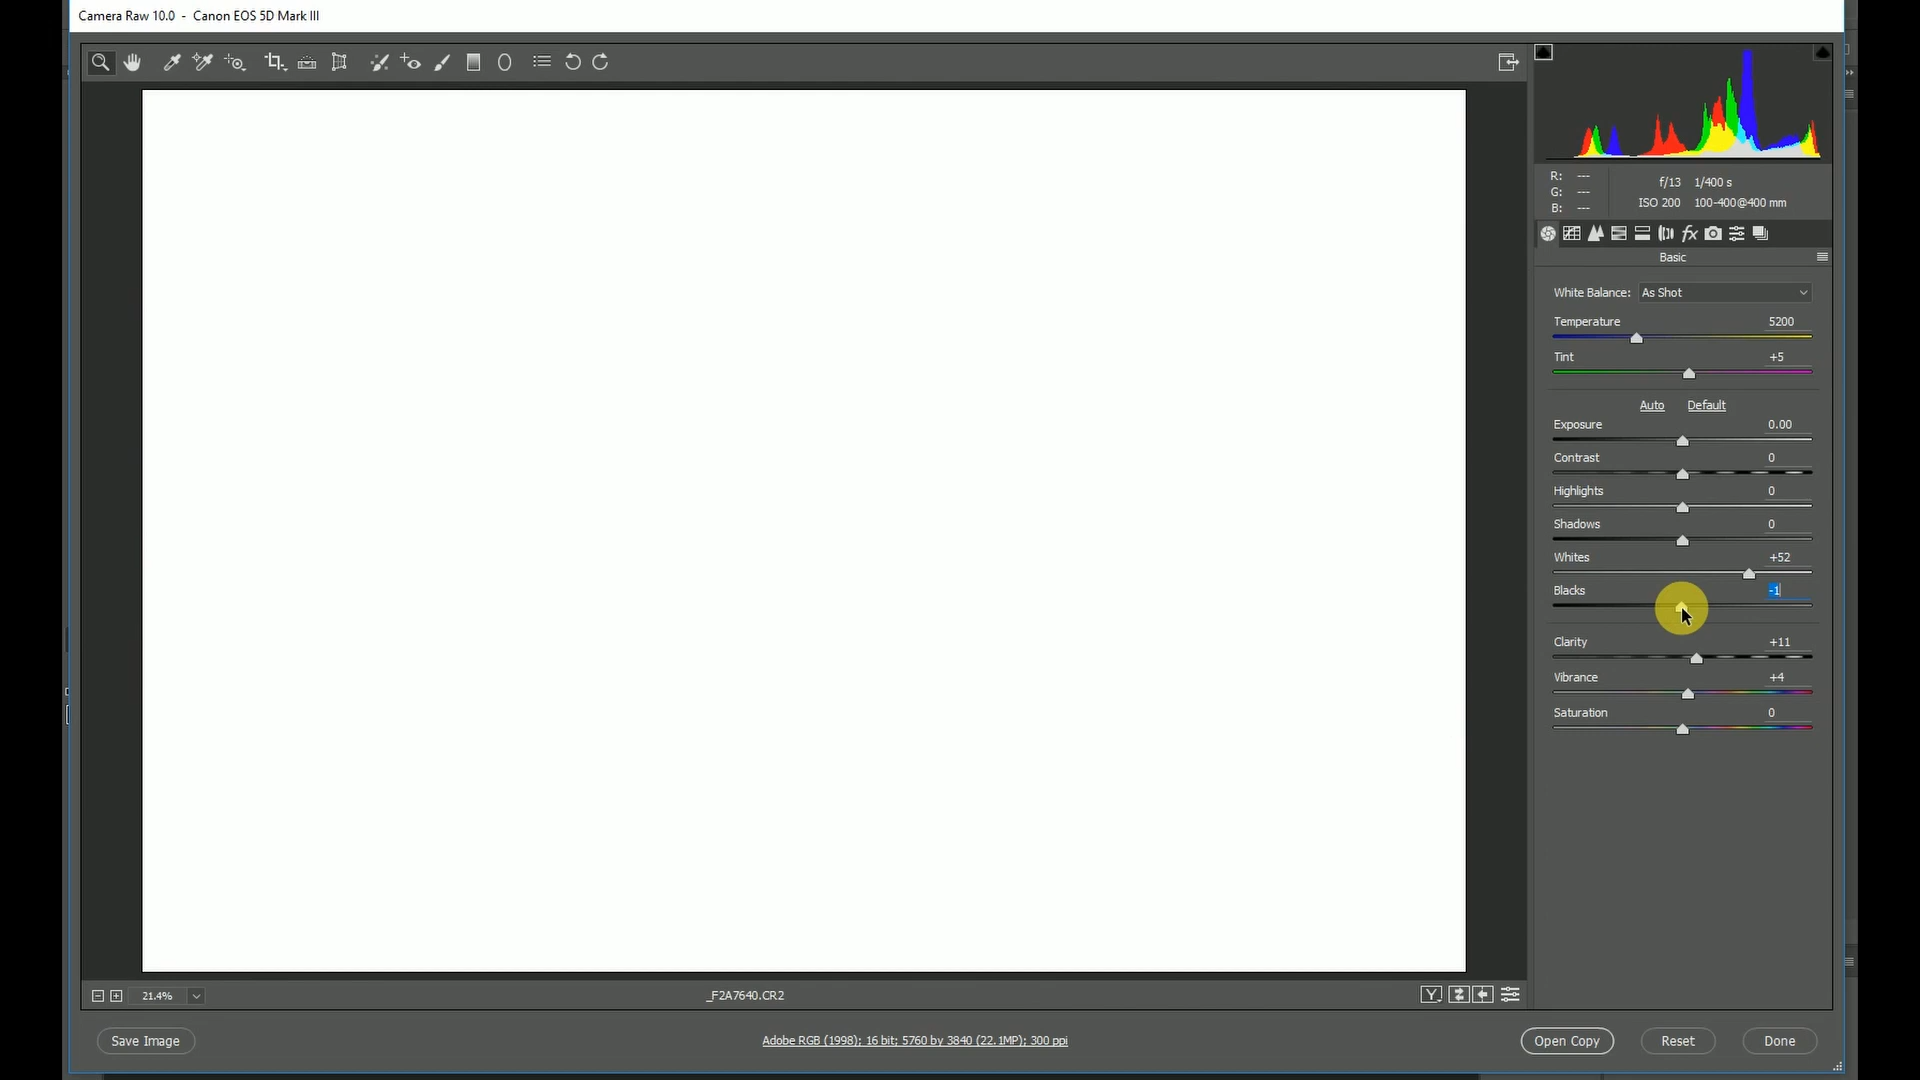 Camera Raw 10.0 - Canon EOS 5D Mark III
R: ---
G: ---
B: ---
f/13 1/400 s
ISO 200 100-400@400 mm
fx
Basic
White Balance: As Shot
Temperature 5200
Tint +5
Auto Default
Exposure 0.00
Contrast 0
Highlights 0
Shadows 0
Whites +52
Blacks -1
Clarity +11
Vibrance +4
Saturation 0
21.4%
_F2A7640.CR2
Y
Save Image
Adobe RGB (1998); 16 bit; 5760 by 3840 (22.1MP); 300 ppi
Open Copy
Reset
Done